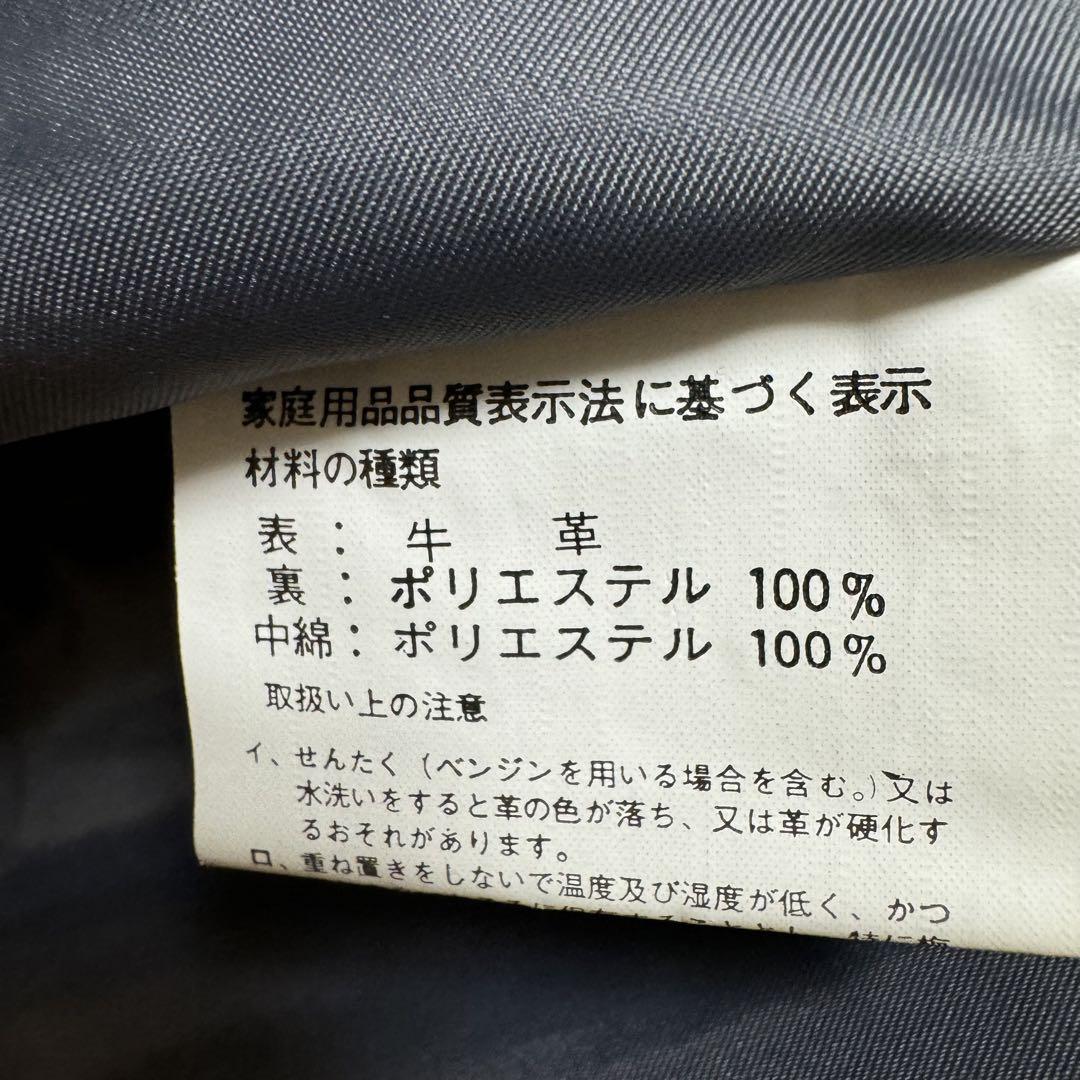 家庭用品品質表示法に基づく表示
材料の種類
表： 牛 革
裏： ポリエステル 100%
中綿： ポリエステル 100%
取扱い上の注意
イ、せんたく（ベンジンを用いる場合を含む。）又は
水洗いをすると革の色が落ち、又は革が硬化す
るおそれがあります。
ロ、重ね置きをしないで温度及び湿度が低く、かつ